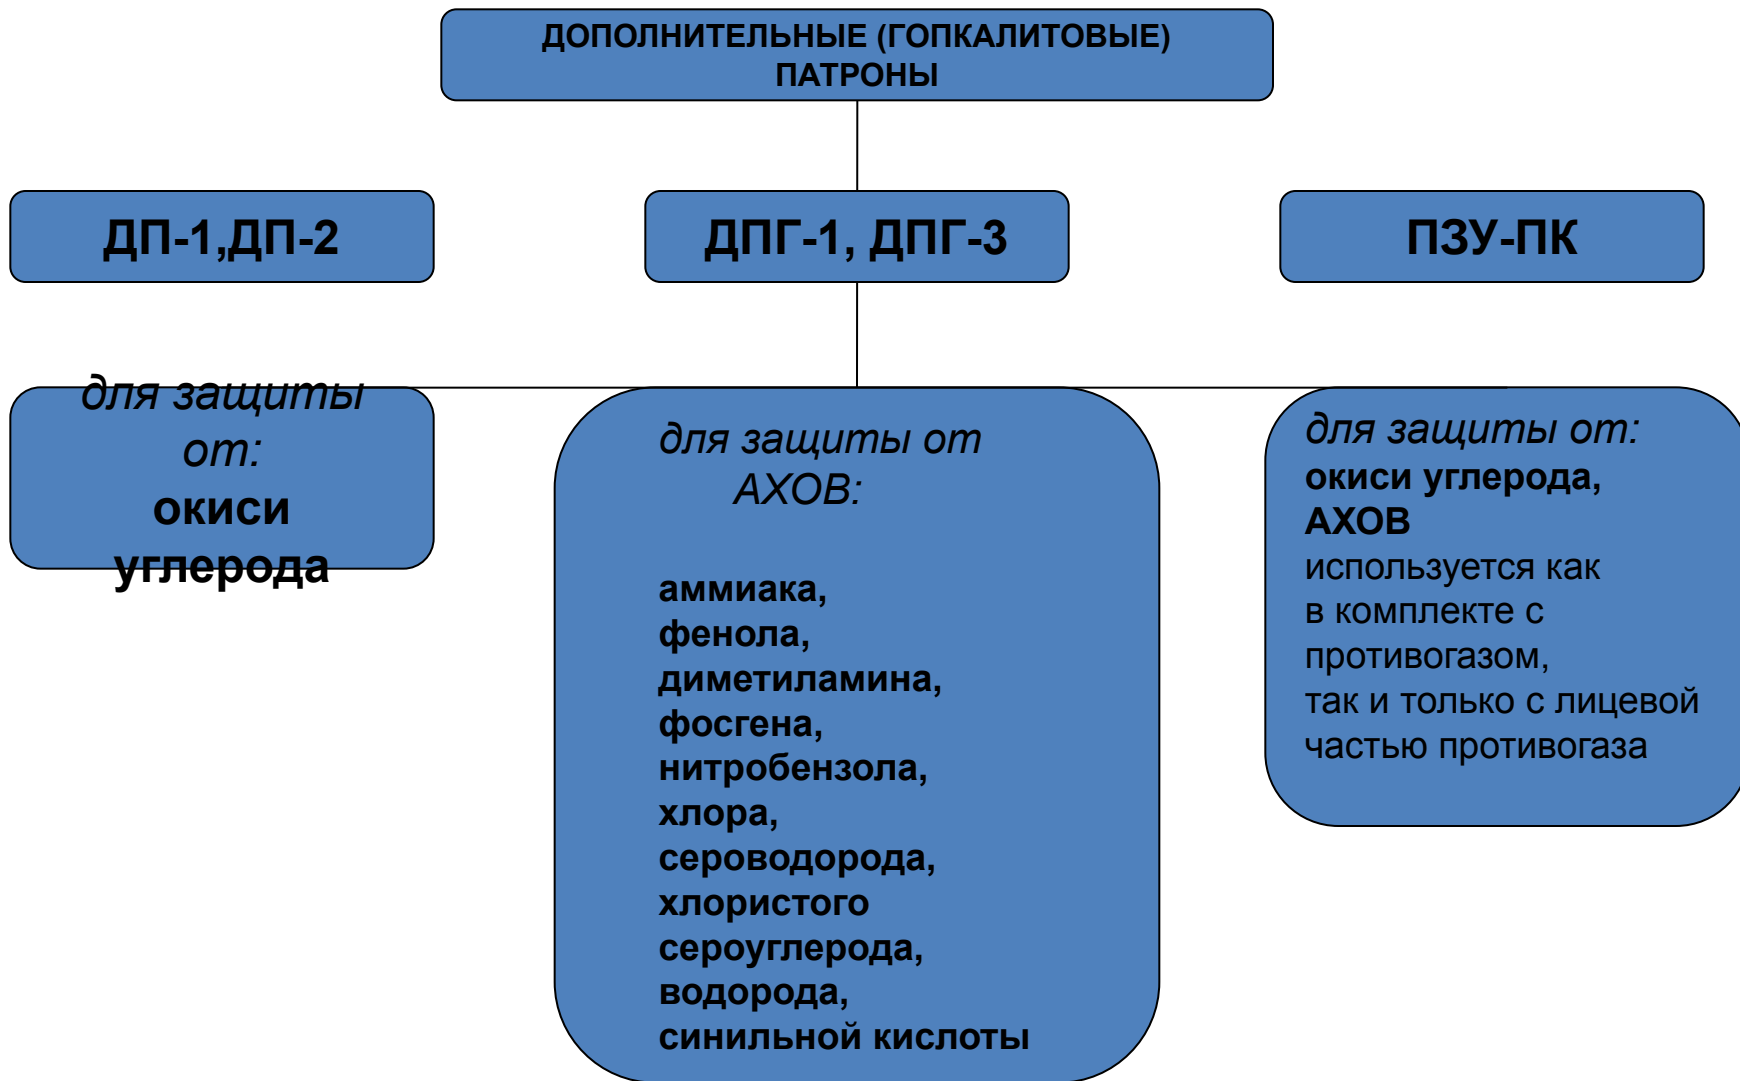 ДОПОЛНИТЕЛЬНЫЕ (ГОПКАЛИТОВЫЕ)
ПАТРОНЫ
ДП-1,ДП-2
ДПГ-1, ДПГ-3
ПЗУ-ПК
для защиты
от:
окиси
углерода
для защиты от
АХОВ:
аммиака,
фенола,
диметиламина,
фосгена,
нитробензола,
хлора,
сероводорода,
хлористого
сероуглерода,
водорода,
синильной кислоты
для защиты от:
окиси углерода,
АХОВ
используется как
в комплекте с
противогазом,
так и только с лицевой
частью противогаза